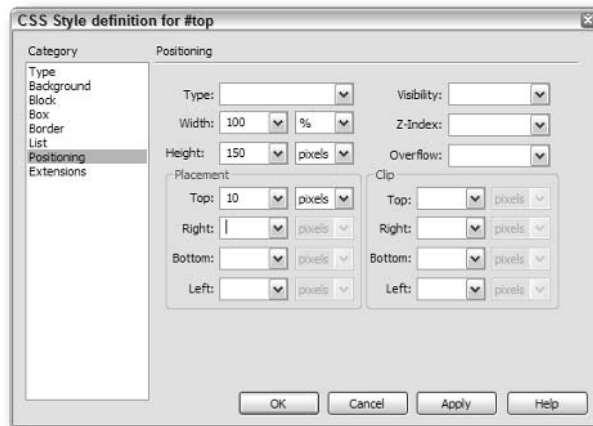 CSS Style definition for #top
Category
Type
Background
Block
Box
Border
List
Positioning
Extensions
Positioning
Type:
Visibility:
Width: 100 %
Z-Index:
Height: 150 pixels
Overflow:
Placement
Top: 10 pixels
Right: pixels
Bottom: pixels
Left: pixels
Clip
Top: pixels
Right: pixels
Bottom: pixels
Left: pixels
OK
Cancel
Apply
Help